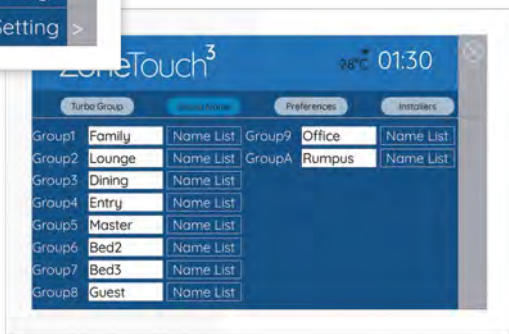 Setting >
ZoneTouch³
28°C 01:30
Turbo Group
Group Name
Preferences
Installers
Group1 Family Name List Group9 Office Name List
Group2 Lounge Name List GroupA Rumpus Name List
Group3 Dining Name List
Group4 Entry Name List
Group5 Master Name List
Group6 Bed2 Name List
Group7 Bed3 Name List
Group8 Guest Name List